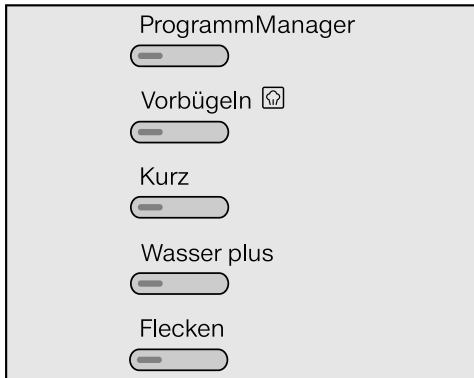 ProgrammManager
Vorbügeln
Kurz
Wasser plus
Flecken